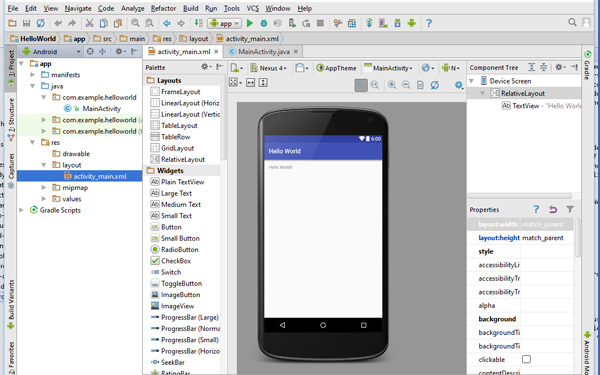 File Edit View Navigate Code Analyze Refactor Build Run Tools VCS Window Help
app
HelloWorld app src main res layout activity_main.xml
Android
activity_main.xml
MainActivity.java
1: Project
7: Structure
Captures
Build Variants
2: Favorites
app
manifests
java
com.example.helloworld
MainActivity
com.example.helloworld
com.example.helloworld
res
drawable
layout
activity_main.xml
mipmap
values
Gradle Scripts
Palette
Layouts
FrameLayout
LinearLayout (Horiz
LinearLayout (Vertic
TableLayout
TableRow
GridLayout
RelativeLayout
Widgets
Plain TextView
Large Text
Medium Text
Small Text
Button
Small Button
RadioButton
CheckBox
Switch
ToggleButton
ImageButton
ImageView
ProgressBar (Large)
ProgressBar (Norma
ProgressBar (Small)
ProgressBar (Horizo
SeekBar
RatingBar
Nexus 4 AppTheme MainActivity N
6:00
Hello World
Hello World!
Component Tree
Device Screen
RelativeLayout
TextView - "Hello World
Properties
layout:width match_parent
layout:height match_parent
style
accessibilityLi
accessibilityTr
accessibilityTr
alpha
background
backgroundTi
backgroundTi
clickable
contentDescri
Gradle
Android Mo